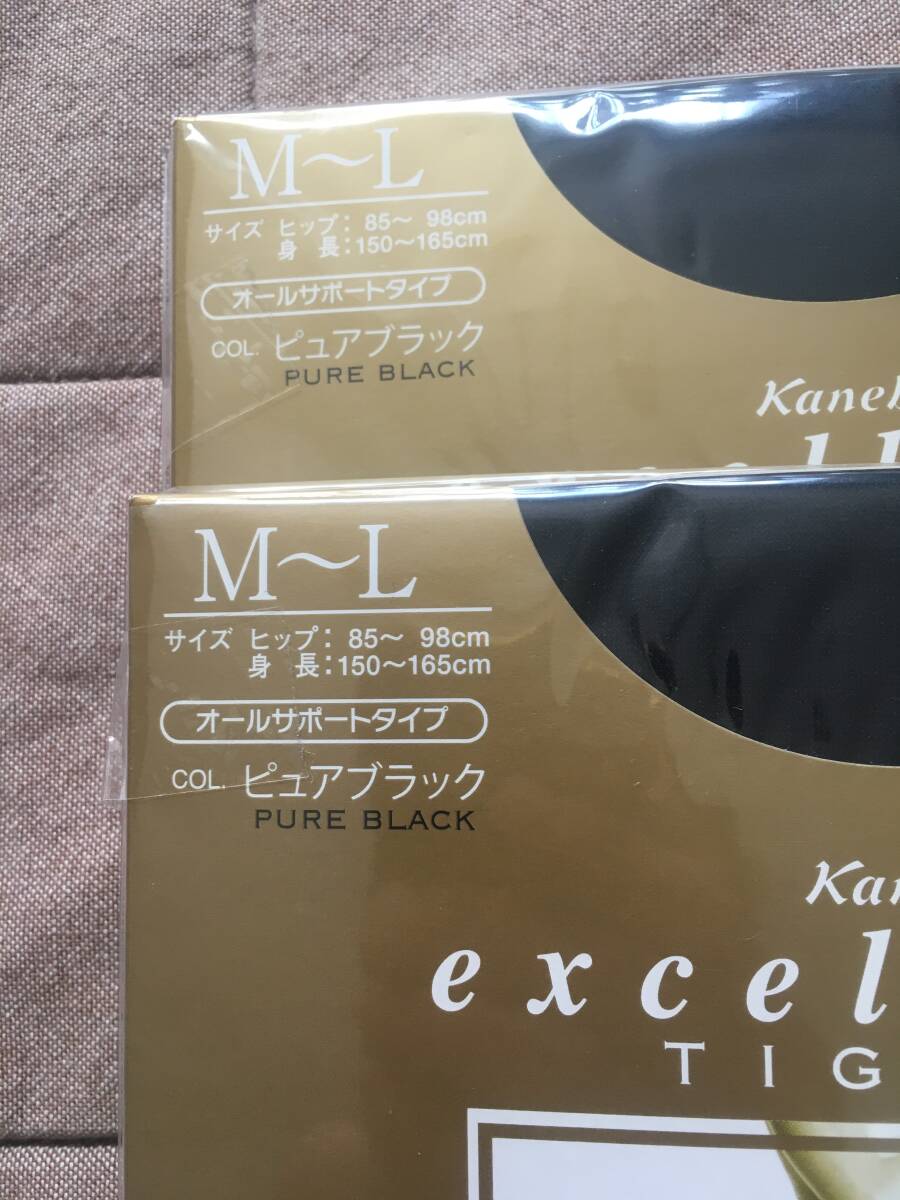 M～L
サイズ ヒップ： 85～ 98cm
身 長：150～165cm
オールサポートタイプ
COL. ピュアブラック
PURE BLACK
Kaneb
M～L
サイズ ヒップ： 85～ 98cm
身 長：150～165cm
オールサポートタイプ
COL. ピュアブラック
PURE BLACK
Kan
excel
TIG